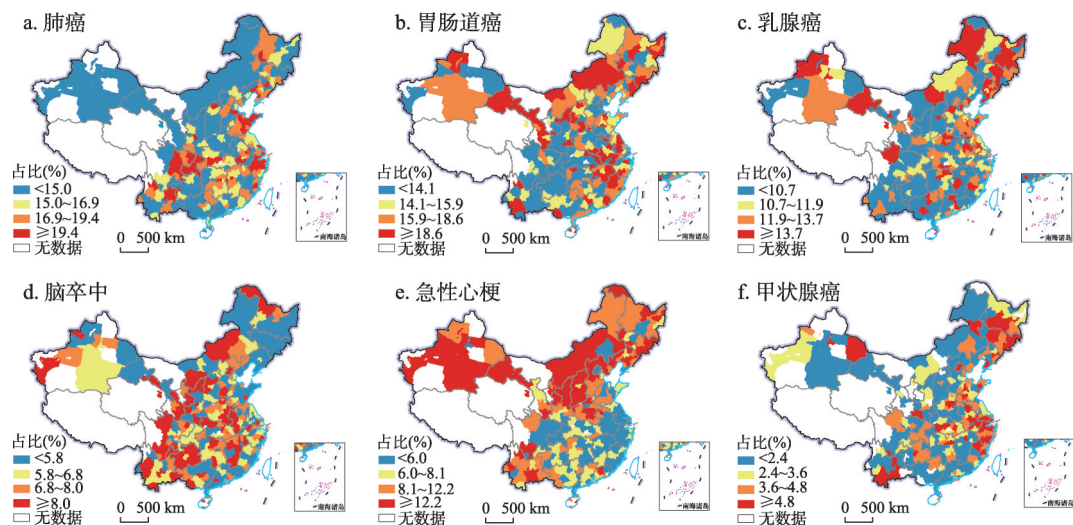 a. 肺癌
占比(%)
<15.0
15.0~16.9
16.9~19.4
≥19.4
无数据
0 500 km
南海诸岛
b. 胃肠道癌
占比(%)
<14.1
14.1~15.9
15.9~18.6
≥18.6
无数据
0 500 km
南海诸岛
c. 乳腺癌
占比(%)
<10.7
10.7~11.9
11.9~13.7
≥13.7
无数据
0 500 km
南海诸岛
d. 脑卒中
占比(%)
<5.8
5.8~6.8
6.8~8.0
≥8.0
无数据
0 500 km
南海诸岛
e. 急性心梗
占比(%)
<6.0
6.0~8.1
8.1~12.2
≥12.2
无数据
0 500 km
南海诸岛
f. 甲状腺癌
占比(%)
<2.4
2.4~3.6
3.6~4.8
≥4.8
无数据
0 500 km
南海诸岛